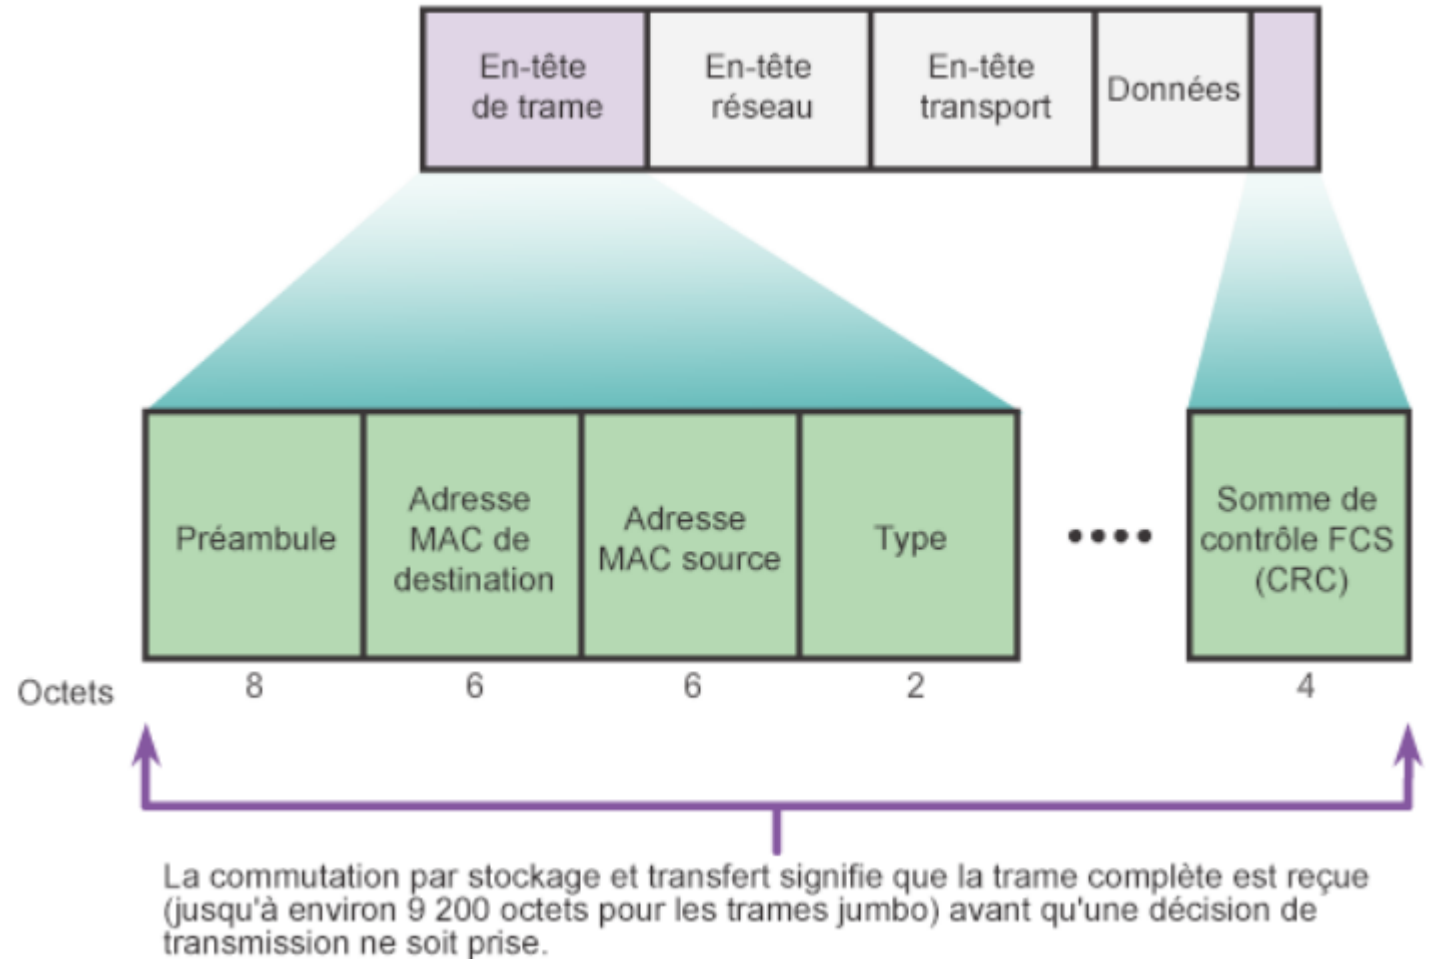 En-tête
de trame
En-tête
réseau
En-tête
transport
Données
Préambule
Adresse
MAC de
destination
Adresse
MAC source
Type
Somme de
contrôle FCS
(CRC)
Octets
8
6
6
2
4
La commutation par stockage et transfert signifie que la trame complète est reçue
(jusqu'à environ 9 200 octets pour les trames jumbo) avant qu'une décision de
transmission ne soit prise.